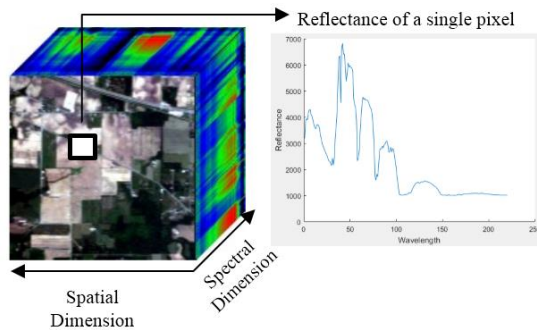 Reflectance of a single pixel
7000
6000
5000
4000
3000
2000
1000
0
Reflectance
0
50
100
150
200
250
Wavelength
Spectral
Dimension
Spatial
Dimension